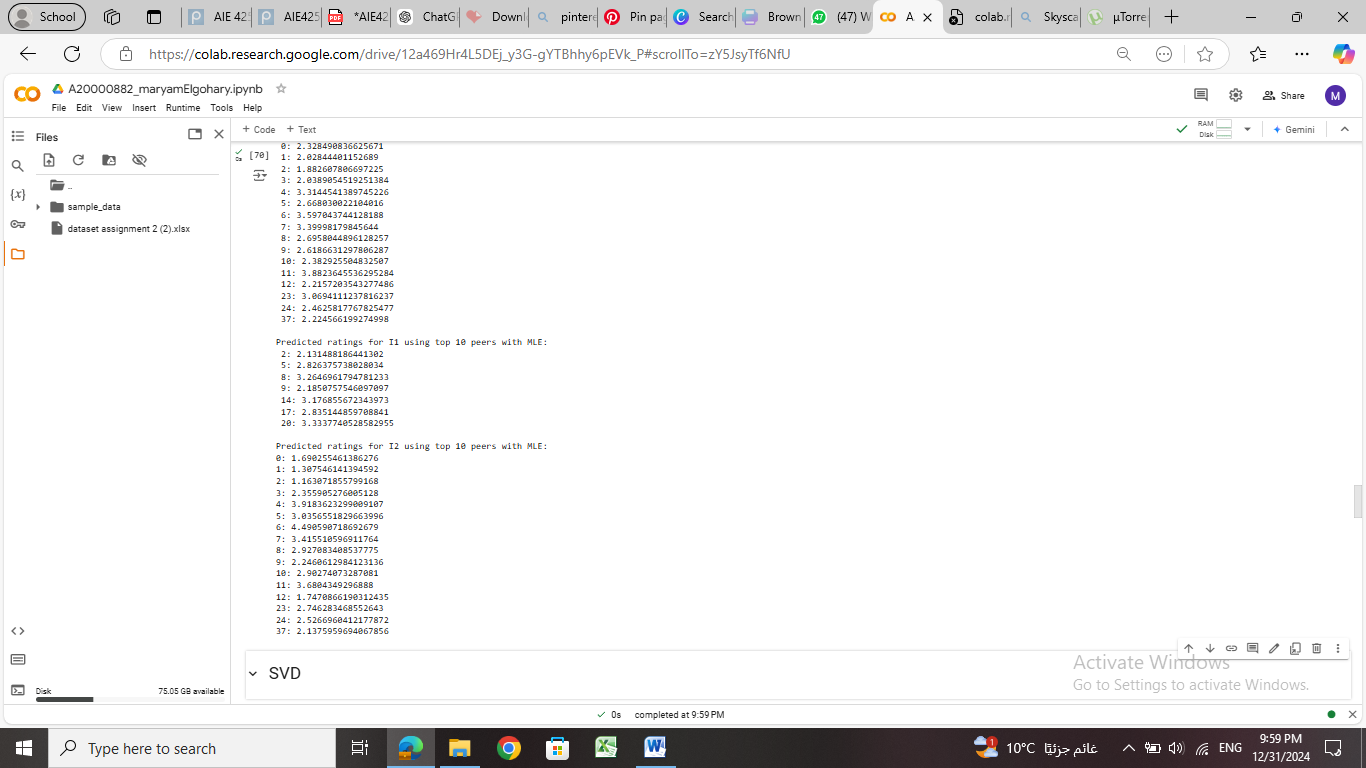 School
AIE 425
AIE425
*AIE42
ChatG
Downl
pintere
Pin pa
Search
Brown
(47) W
A
colab.r
Skysca
µTorre
https://colab.research.google.com/drive/12a469Hr4L5DEj_y3G-gYTBhhy6pEVk_P#scrollTo=zY5JsyTf6NfU
A20000882_maryamElgohary.ipynb
File Edit View Insert Runtime Tools Help
Share
M
Files
+ Code + Text
RAM
Disk
Gemini
..
sample_data
dataset assignment 2 (2).xlsx
[70]
0s
0: 2.328490836625671
1: 2.02844401152689
2: 1.882607806697225
3: 2.0389054519251384
4: 3.3144541389745226
5: 2.668030022104016
6: 3.597043744128188
7: 3.39998179845644
8: 2.6958044896128257
9: 2.6186631297806287
10: 2.382925504832507
11: 3.8823645536295284
12: 2.2157203543277486
23: 3.0694111237816237
24: 2.4625817767825477
37: 2.224566199274998
Predicted ratings for I1 using top 10 peers with MLE:
2: 2.131488186441302
5: 2.826375738028034
8: 3.2646961794781233
9: 2.1850757546097097
14: 3.176855672343973
17: 2.835144859708841
20: 3.3337740528582955
Predicted ratings for I2 using top 10 peers with MLE:
0: 1.690255461386276
1: 1.307546141394592
2: 1.163071855799168
3: 2.355905276005128
4: 3.9183623299009107
5: 3.0356551829663996
6: 4.490590718692679
7: 3.415510596911764
8: 2.927083408537775
9: 2.2460612984123136
10: 2.90274073287081
11: 3.6804349296888
12: 1.7470866190312435
23: 2.746283468552643
24: 2.5266960412177872
37: 2.1375959694067856
SVD
Activate Windows
Go to Settings to activate Windows.
Disk
75.05 GB available
0s completed at 9:59 PM
Type here to search
1
10°C غائم جزئيًا
ENG
9:59 PM
12/31/2024